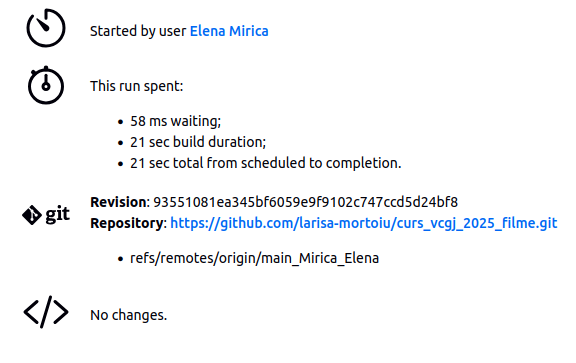 Started by user Elena Mirica
This run spent:
• 58 ms waiting;
• 21 sec build duration;
• 21 sec total from scheduled to completion.
git
Revision: 93551081ea345bf6059e9f9102c747ccd5d24bf8
Repository: https://github.com/larisa-mortoiu/curs_vcgj_2025_filme.git
• refs/remotes/origin/main_Mirica_Elena
No changes.